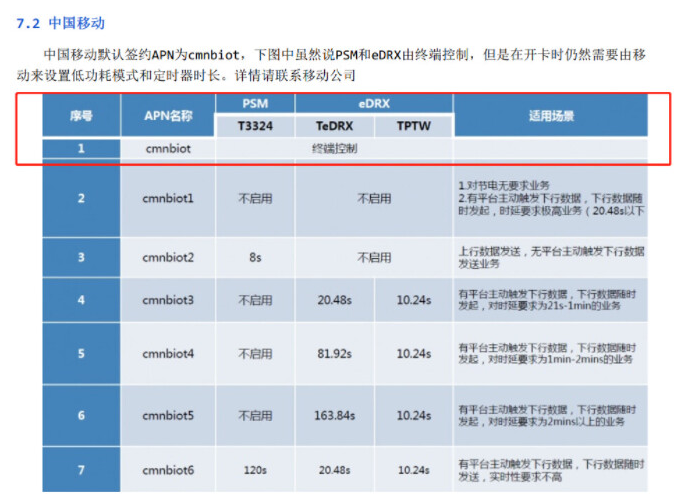 7.2 中国移动
中国移动默认签约APN为cmnbiot，下图中虽然说PSM和eDRX由终端控制，但是在开卡时仍然需要由移
动来设置低功耗模式和定时器时长。详情请联系移动公司
序号 APN名称 PSM eDRX 适用场景
T3324 TeDRX TPTW
1 cmnbiot 终端控制
2 cmnbiot1 不启用 不启用 1.对节电无要求业务
2.有平台主动触发下行数据，下行数据随
时发起，时延要求极高业务（20.48s以下
3 cmnbiot2 8s 不启用 上行数据发送，无平台主动触发下行数据
发送业务
4 cmnbiot3 不启用 20.48s 10.24s 有平台主动触发下行数据，下行数据随时
发起，对时延要求为21s-1min的业务
5 cmnbiot4 不启用 81.92s 10.24s 有平台主动触发下行数据，下行数据随时
发起，对时延要求为1min-2mins的业务
6 cmnbiot5 不启用 163.84s 10.24s 有平台主动触发下行数据，下行数据随时
发起，对时延要求为2mins以上的业务
7 cmnbiot6 120s 20.48s 10.24s 有平台主动触发下行数据，下行数据随时
发送，实时性要求不高